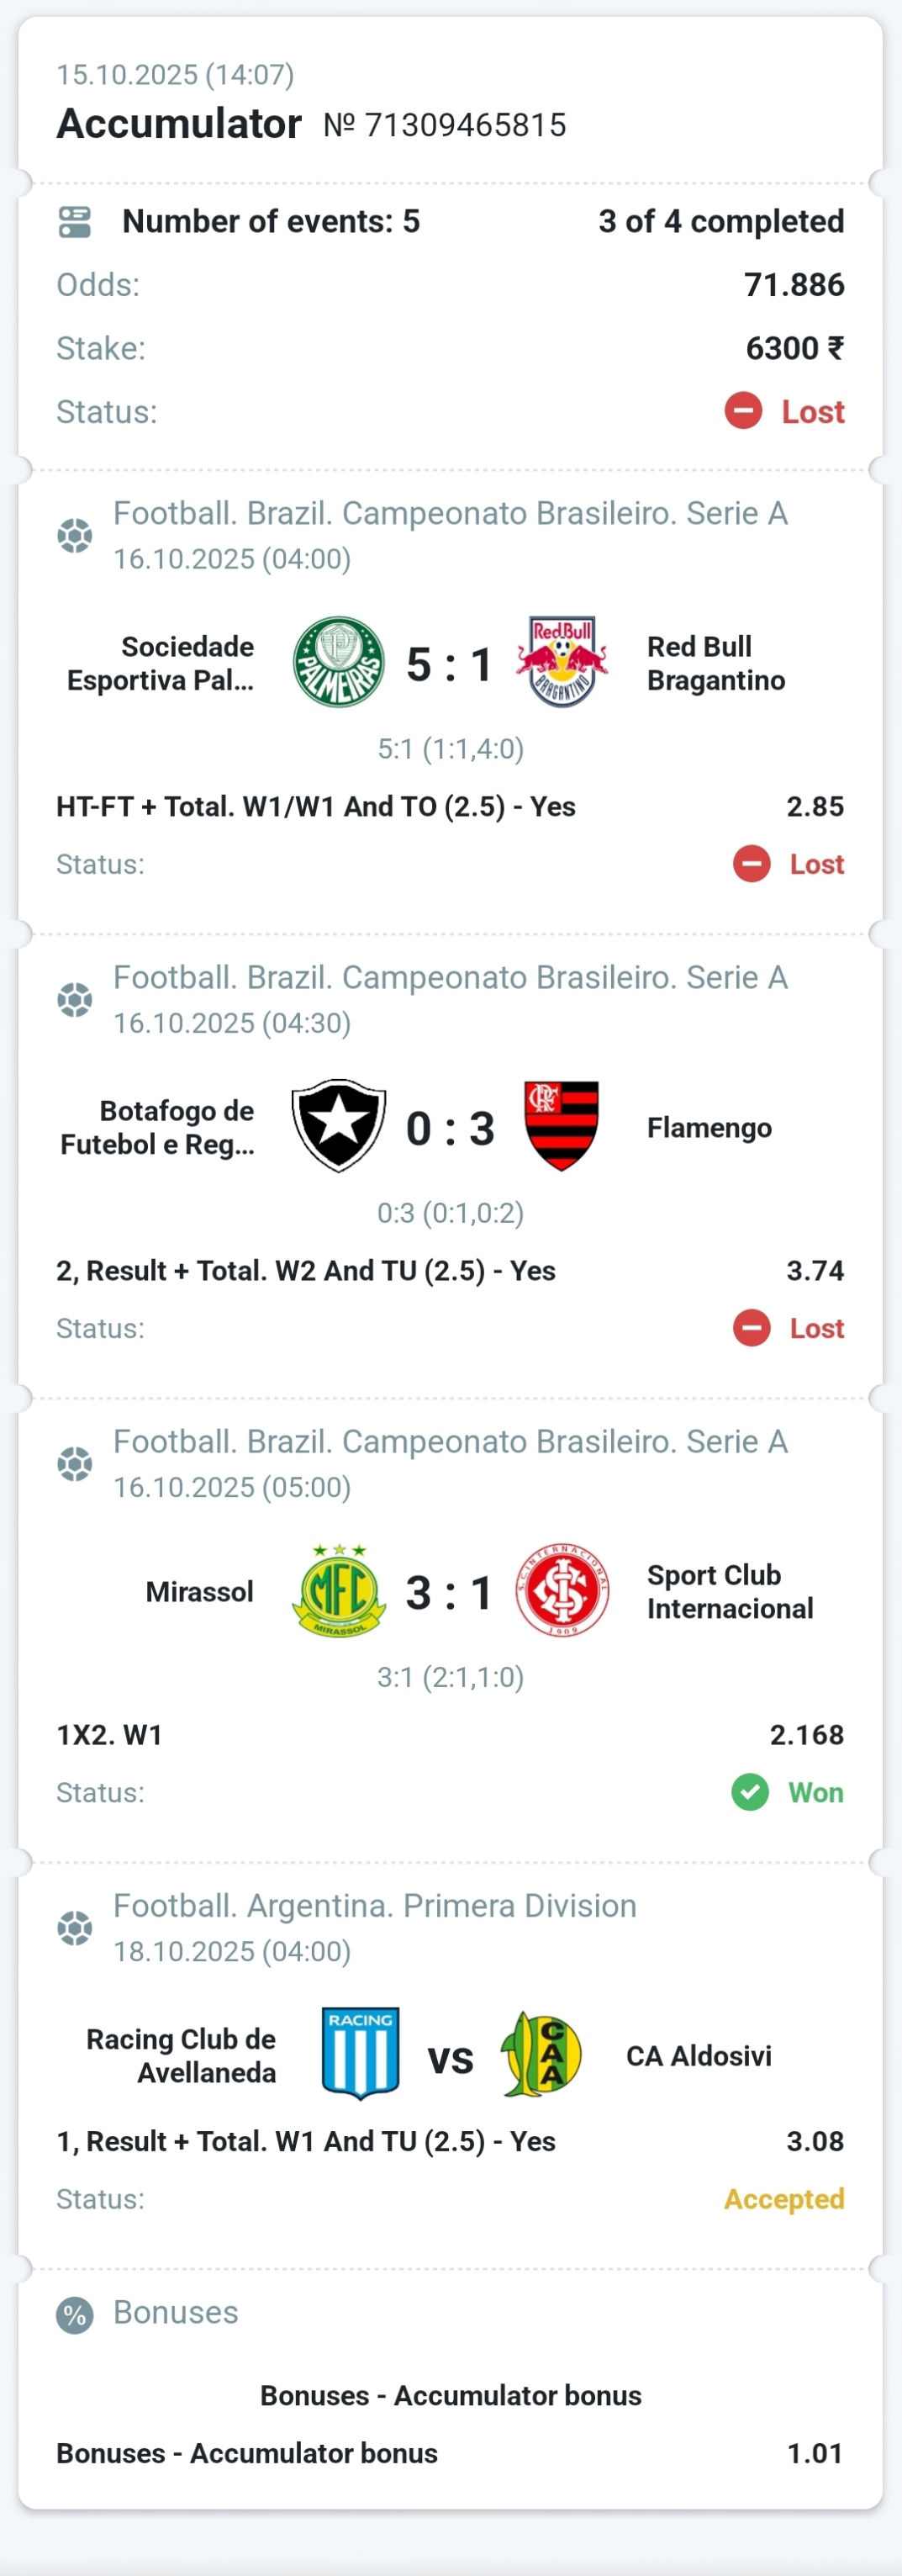 15.10.2025 (14:07)
Accumulator № 71309465815
Number of events: 5 3 of 4 completed
Odds: 71.886
Stake: 6300 ₹
Status: Lost
Football. Brazil. Campeonato Brasileiro. Serie A
16.10.2025 (04:00)
Sociedade
Esportiva Pal...
PALMEIRAS
5 : 1
Red Bull
BRAGANTINO
Red Bull
Bragantino
5:1 (1:1,4:0)
HT-FT + Total. W1/W1 And TO (2.5) - Yes 2.85
Status: Lost
Football. Brazil. Campeonato Brasileiro. Serie A
16.10.2025 (04:30)
Botafogo de
Futebol e Reg...
0 : 3
Flamengo
0:3 (0:1,0:2)
2, Result + Total. W2 And TU (2.5) - Yes 3.74
Status: Lost
Football. Brazil. Campeonato Brasileiro. Serie A
16.10.2025 (05:00)
Mirassol
MFC
MIRASSOL
3 : 1
S.C. INTERNACIONAL
1909
Sport Club
Internacional
3:1 (2:1,1:0)
1X2. W1 2.168
Status: Won
Football. Argentina. Primera Division
18.10.2025 (04:00)
Racing Club de
Avellaneda
RACING
vs
CAA
CA Aldosivi
1, Result + Total. W1 And TU (2.5) - Yes 3.08
Status: Accepted
% Bonuses
Bonuses - Accumulator bonus
Bonuses - Accumulator bonus 1.01